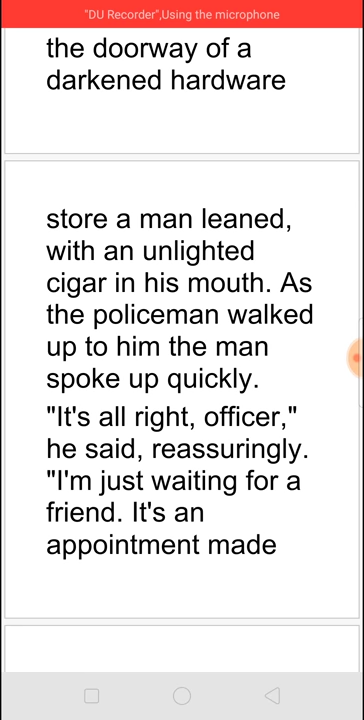 "DU Recorder",Using the microphone
the doorway of a
darkened hardware
store a man leaned,
with an unlighted
cigar in his mouth. As
the policeman walked
up to him the man
spoke up quickly.
"It's all right, officer,"
he said, reassuringly.
"I'm just waiting for a
friend. It's an
appointment made